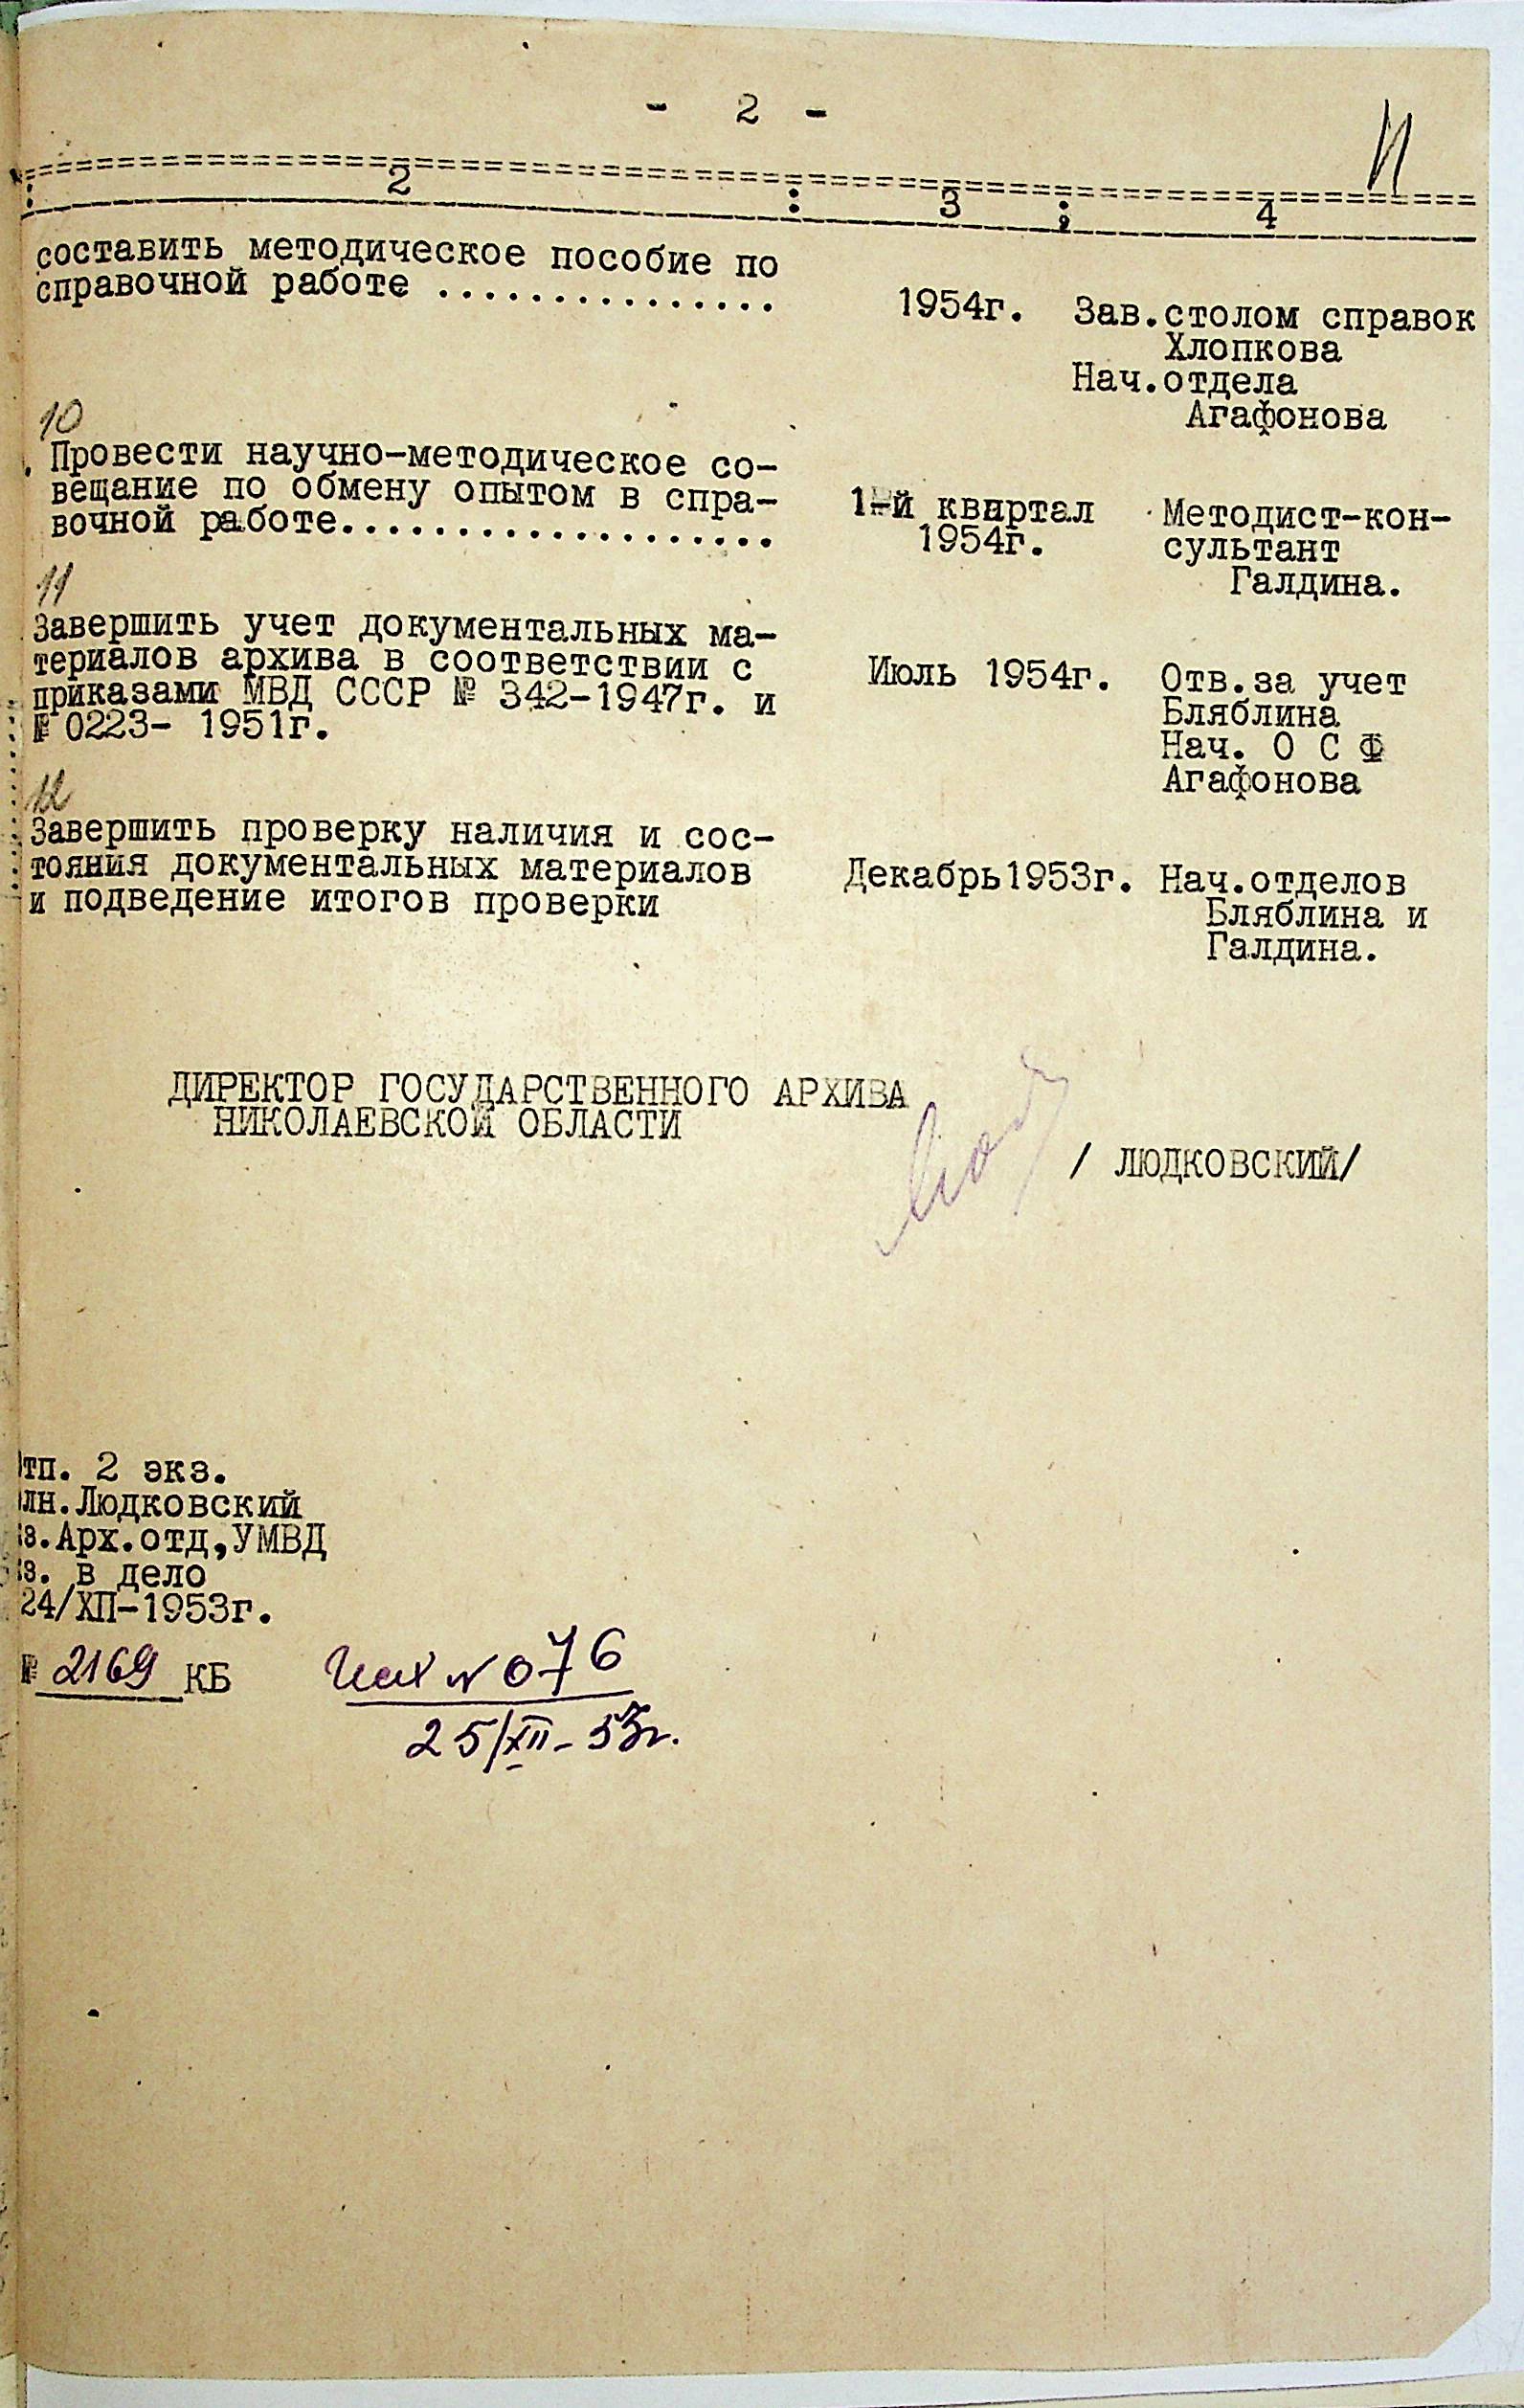 - 2 -
11
2 : 3 : 4
составить методическое пособие по
справочной работе ............... 1954г. Зав.столом справок
Хлопкова
Нач.отдела
Агафонова
10
. Провести научно-методическое со-
вещание по обмену опытом в спра- 1-й квартал Методист-кон-
вочной работе................... 1954г. сультант
Галдина.
11
Завершить учет документальных ма-
териалов архива в соответствии с Июль 1954г. Отв.за учет
приказами МВД СССР № 342-1947г. и Бляблина
№ 0223- 1951г. Нач. О С Ф
Агафонова
12
Завершить проверку наличия и сос-
тояния документальных материалов Декабрь1953г. Нач.отделов
и подведение итогов проверки Бляблина и
Галдина.
ДИРЕКТОР ГОСУДАРСТВЕННОГО АРХИВА
НИКОЛАЕВСКОЙ ОБЛАСТИ
/ ЛЮДКОВСКИЙ/
тп. 2 экз.
лн.Людковский
з.Арх.отд,УМВД
з. в дело
24/ХП-1953г.
№ 2169 КБ Исх № 076
25/XII-53г.